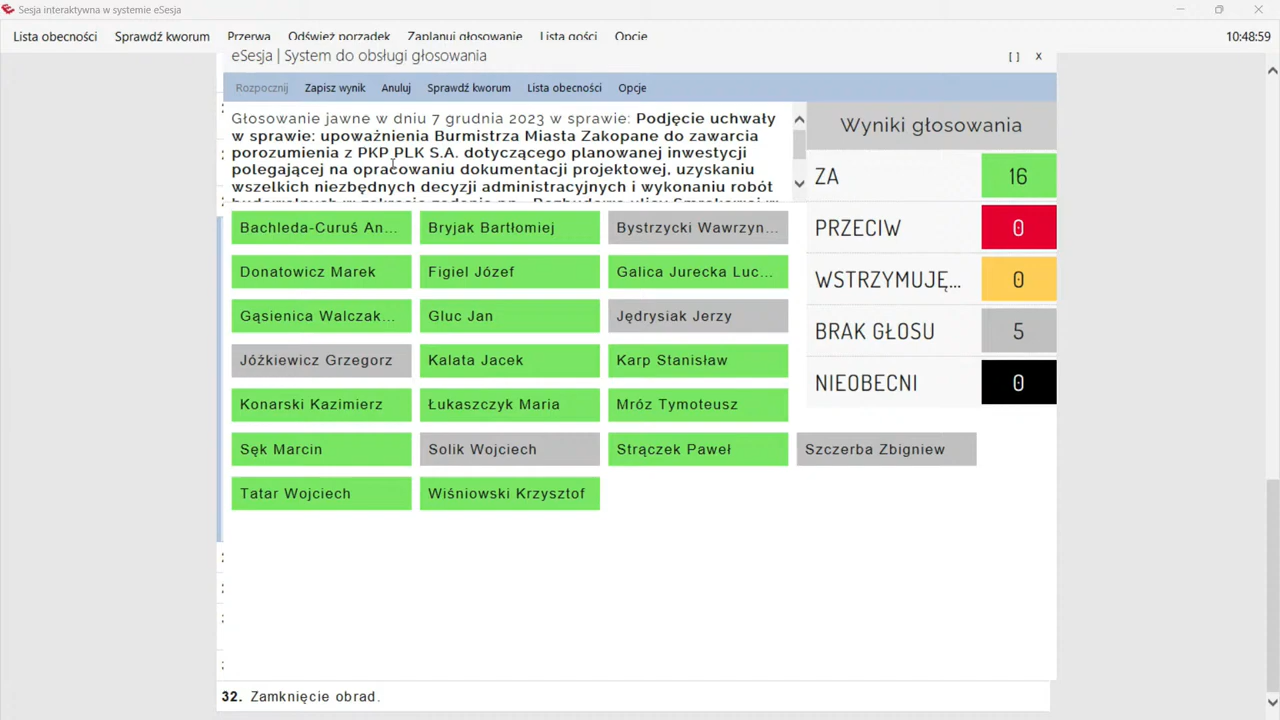 Sesja interaktywna w systemie eSesja
Lista obecności Sprawdź kworum Przerwa Odśwież porządek Zaplanuj głosowanie Lista gości Opcje 10:48:59
eSesja | System do obsługi głosowania [ ] x
Rozpocznij Zapisz wynik Anuluj Sprawdź kworum Lista obecności Opcje
Głosowanie jawne w dniu 7 grudnia 2023 w sprawie: Podjęcie uchwały
w sprawie: upoważnienia Burmistrza Miasta Zakopane do zawarcia
porozumienia z PKP PLK S.A. dotyczącego planowanej inwestycji
polegającej na opracowaniu dokumentacji projektowej, uzyskaniu
wszelkich niezbędnych decyzji administracyjnych i wykonaniu robót
Bachleda-Curuś An... Bryjak Bartłomiej Bystrzycki Wawrzyn...
Donatowicz Marek Figiel Józef Galica Jurecka Luc...
Gąsienica Walczak... Gluc Jan Jędrysiak Jerzy
Jóżkiewicz Grzegorz Kalata Jacek Karp Stanisław
Konarski Kazimierz Łukaszczyk Maria Mróz Tymoteusz
Sęk Marcin Solik Wojciech Strączek Paweł Szczerba Zbigniew
Tatar Wojciech Wiśniowski Krzysztof
Wyniki głosowania
ZA 16
PRZECIW 0
WSTRZYMUJĘ... 0
BRAK GŁOSU 5
NIEOBECNI 0
32. Zamknięcie obrad.